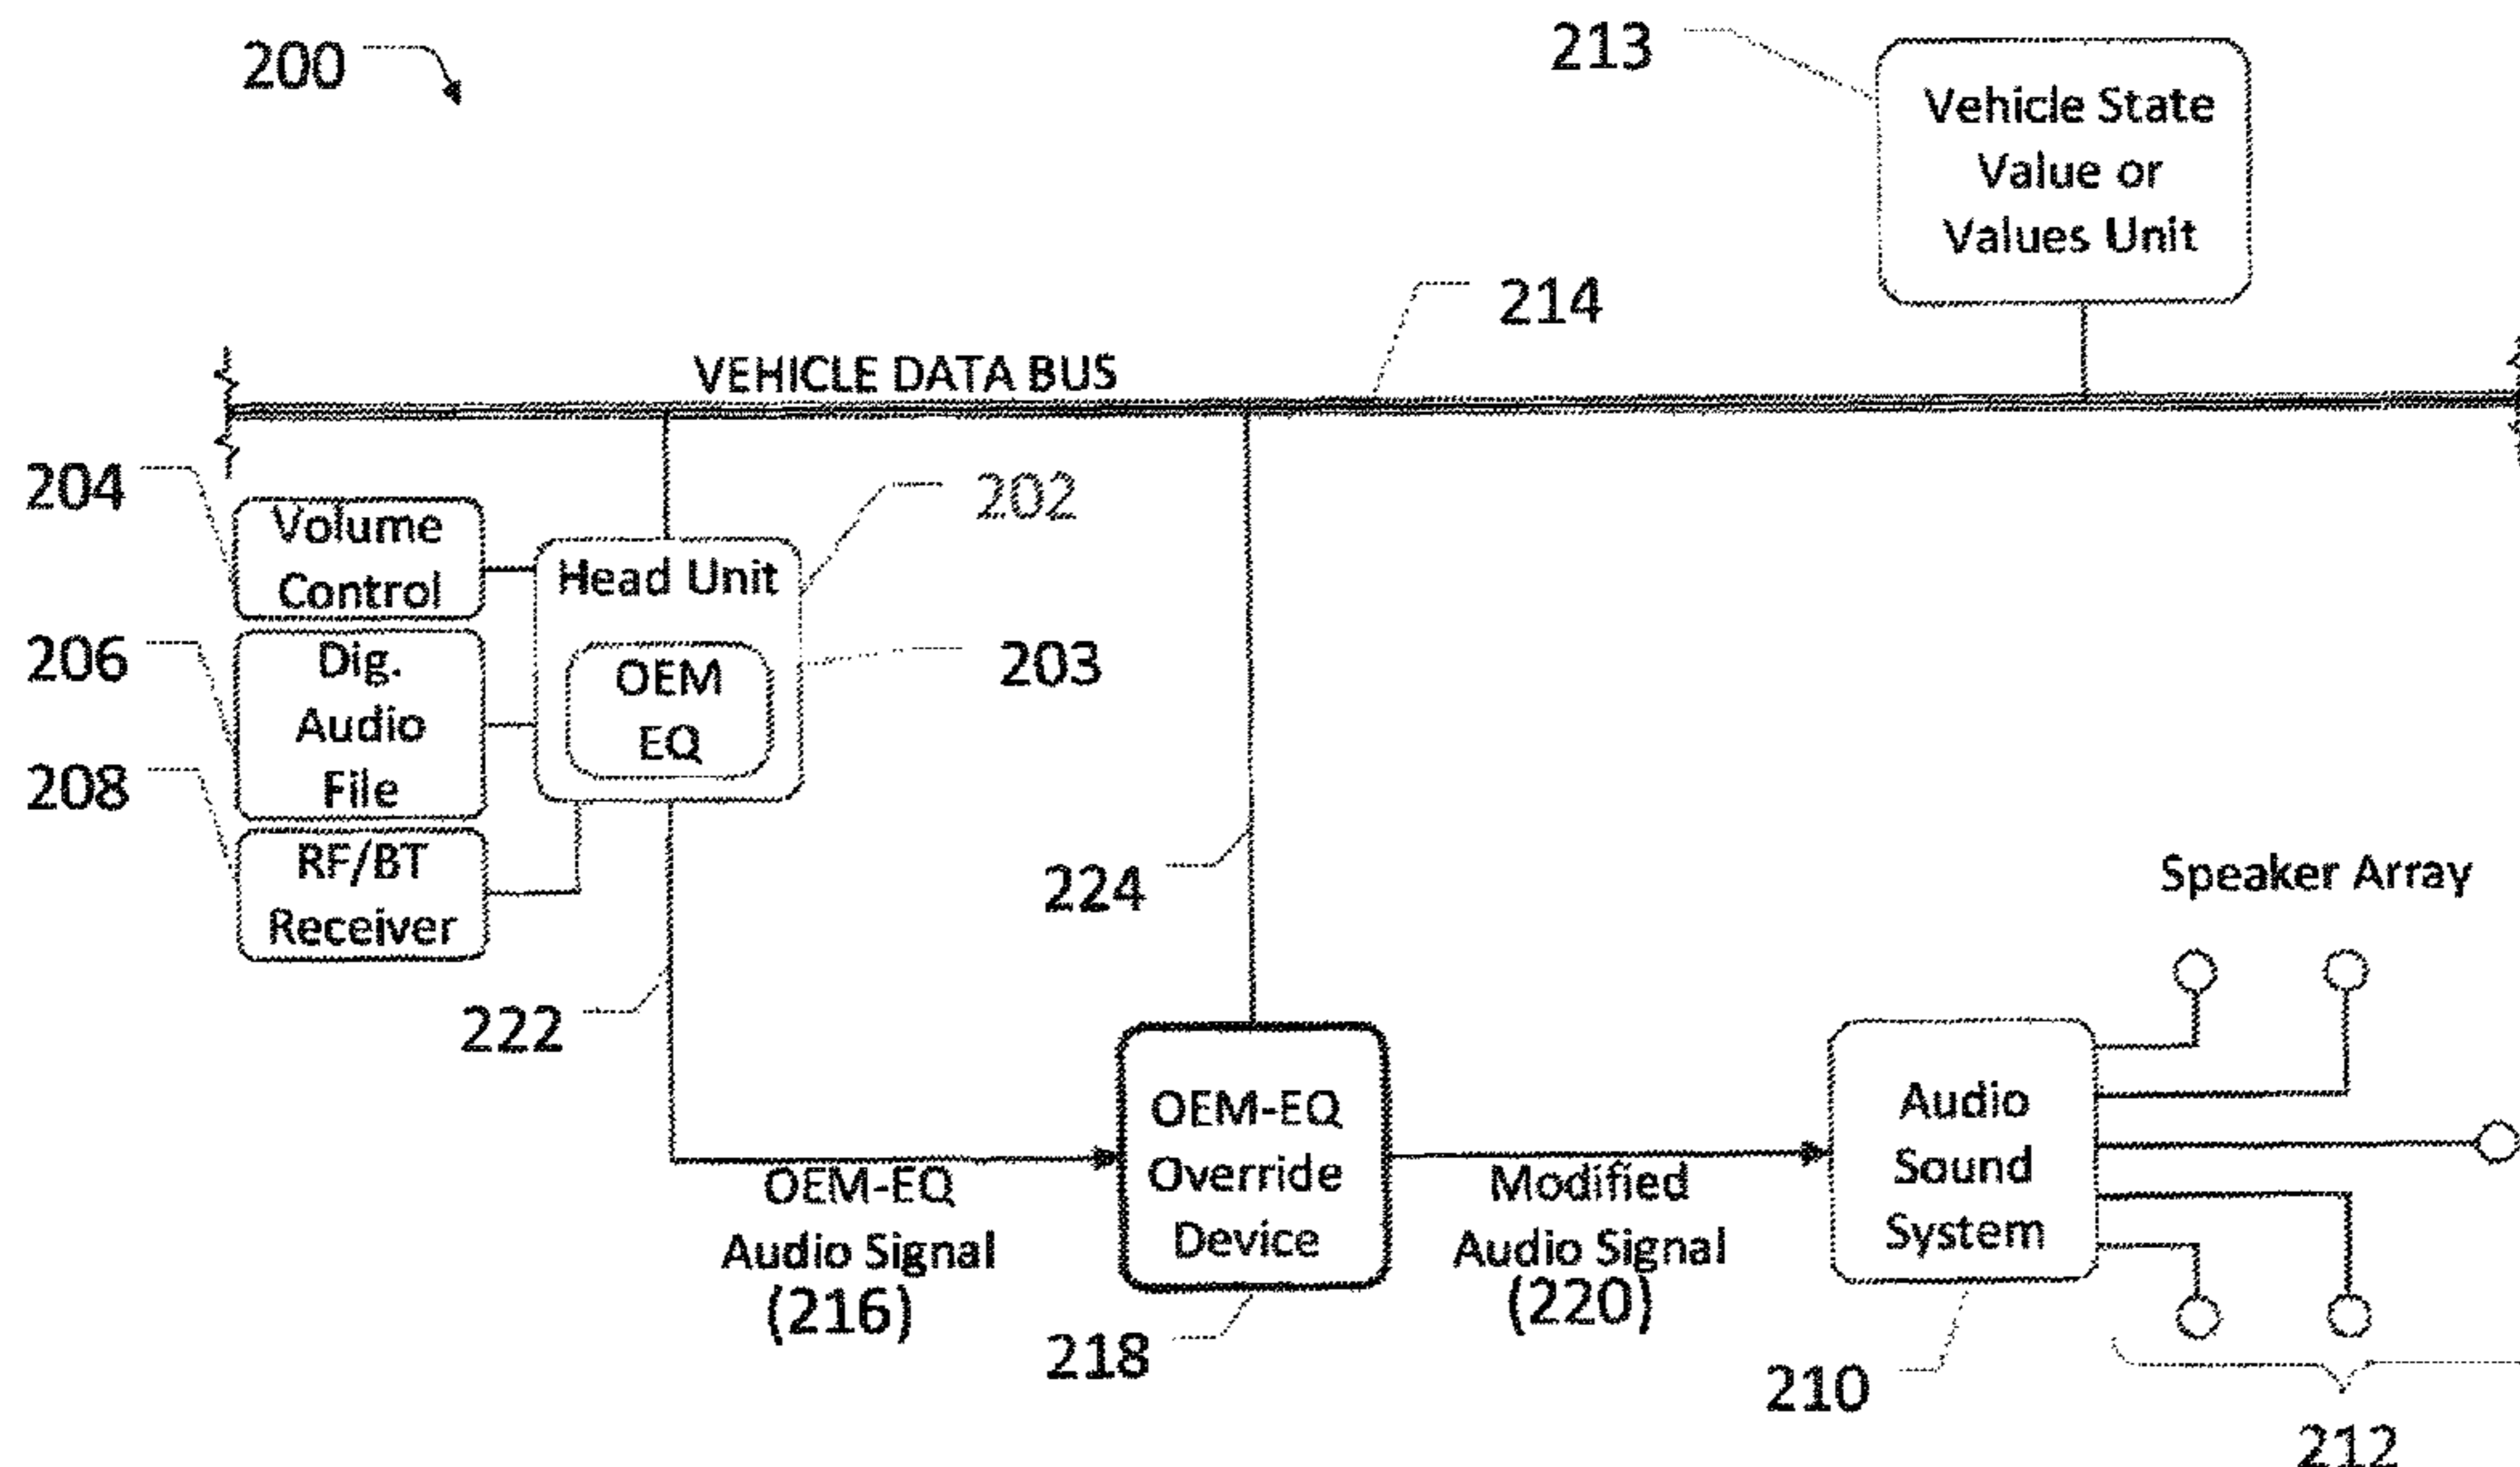 200
213
Vehicle State
Value or
Values Unit
214
VEHICLE DATA BUS
204
Volume
Control
202
Head Unit
206
Dig.
Audio
File
203
OEM
EQ
208
RF/BT
Receiver
224
Speaker Array
222
OEM-EQ
Override
Device
Audio
Sound
System
OEM-EQ
Audio Signal
(216)
Modified
Audio Signal
(220)
218
210
212